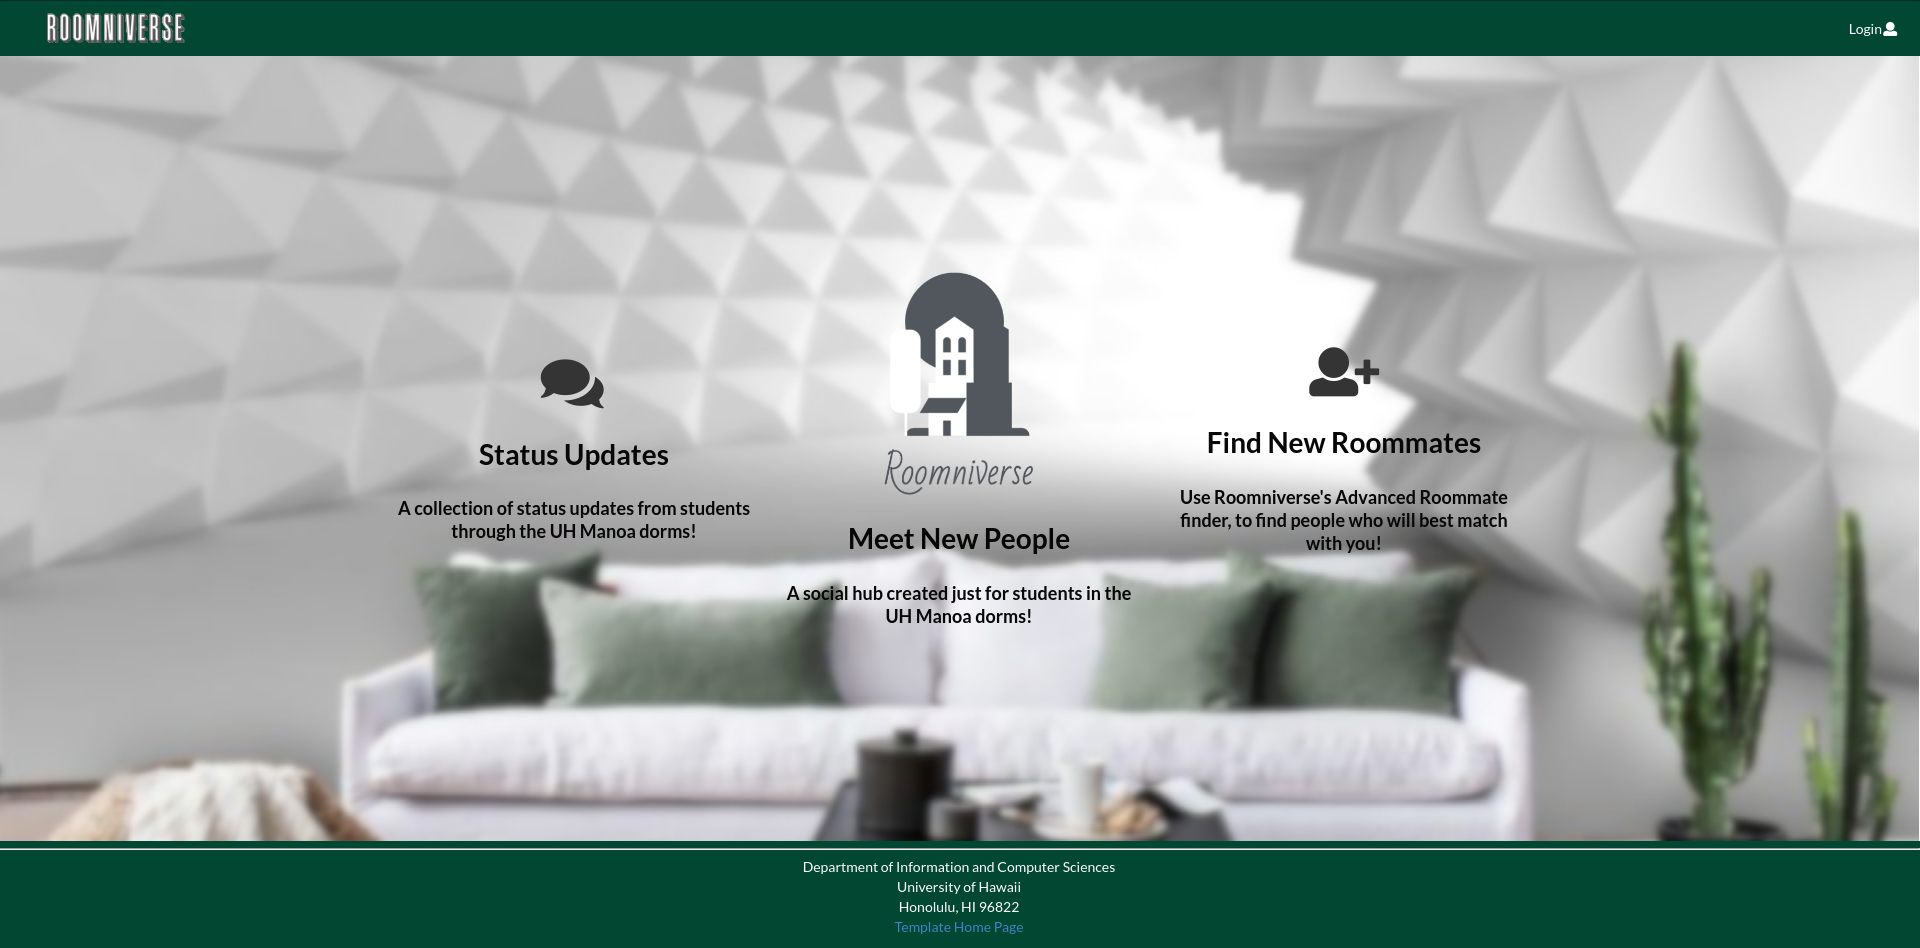 ROOMNIVERSE
Login
Status Updates
A collection of status updates from students
through the UH Manoa dorms!
Roomniverse
Meet New People
A social hub created just for students in the
UH Manoa dorms!
Find New Roommates
Use Roomniverse's Advanced Roommate
finder, to find people who will best match
with you!
Department of Information and Computer Sciences
University of Hawaii
Honolulu, HI 96822
Template Home Page